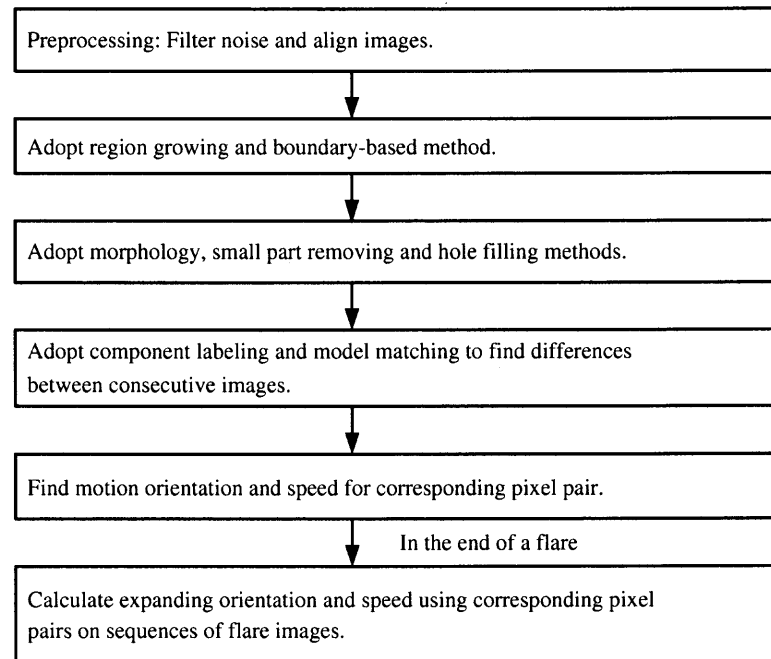 Preprocessing: Filter noise and align images.
Adopt region growing and boundary-based method.
Adopt morphology, small part removing and hole filling methods.
Adopt component labeling and model matching to find differences
between consecutive images.
Find motion orientation and speed for corresponding pixel pair.
In the end of a flare
Calculate expanding orientation and speed using corresponding pixel
pairs on sequences of flare images.